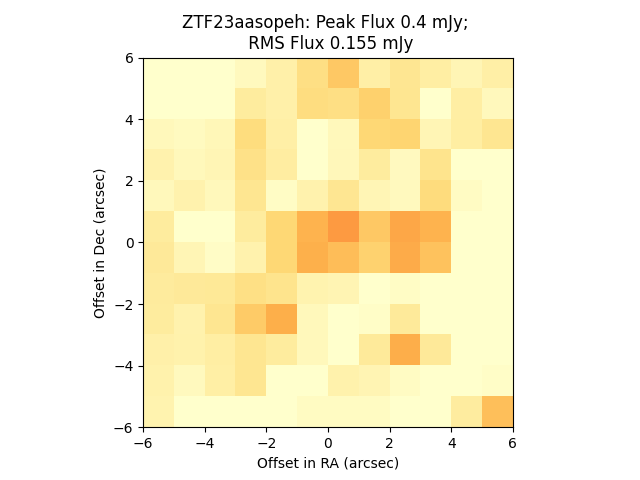 ZTF23aasopeh: Peak Flux 0.4 mJy;
RMS Flux 0.155 mJy
6
4
2
0
−2
−4
−6
Offset in Dec (arcsec)
−6 −4 −2 0 2 4 6
Offset in RA (arcsec)